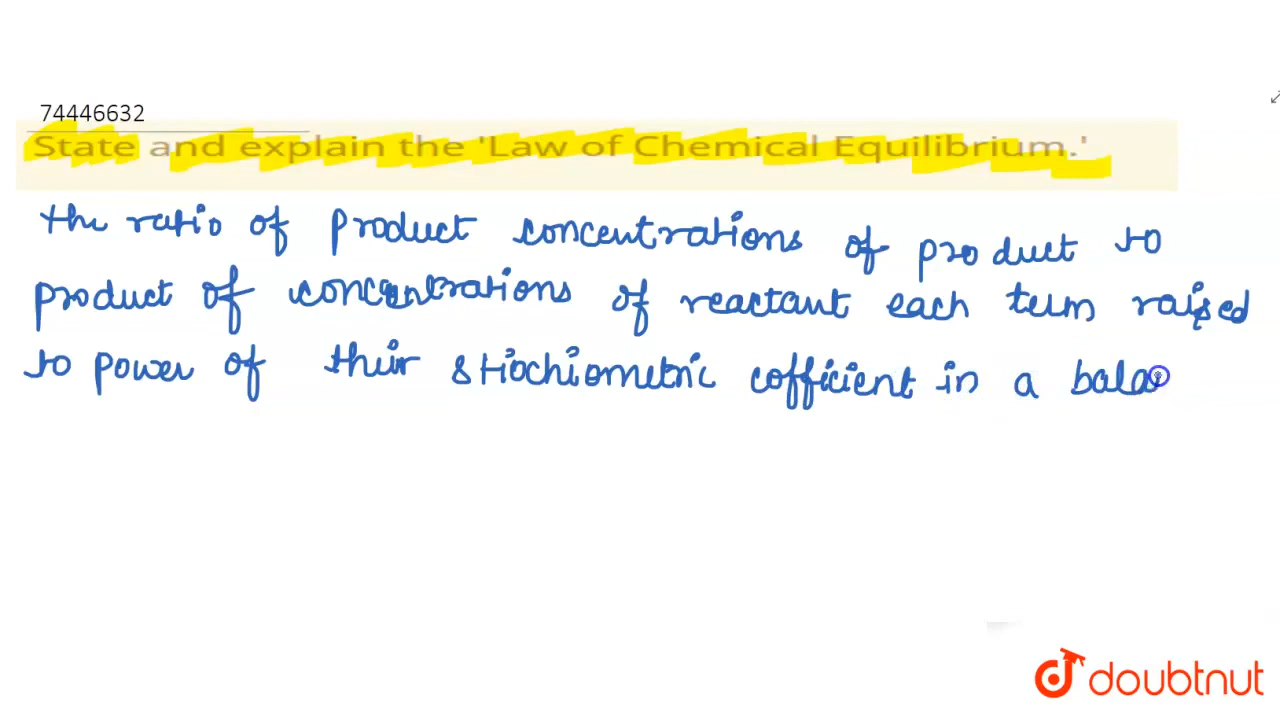 74446632
State and explain the 'Law of Chemical Equilibrium.'
the ratio of product concentrations of product to
product of concentrations of reactant each term raised
to power of their stiochiometric cofficient in a bala
doubtnut